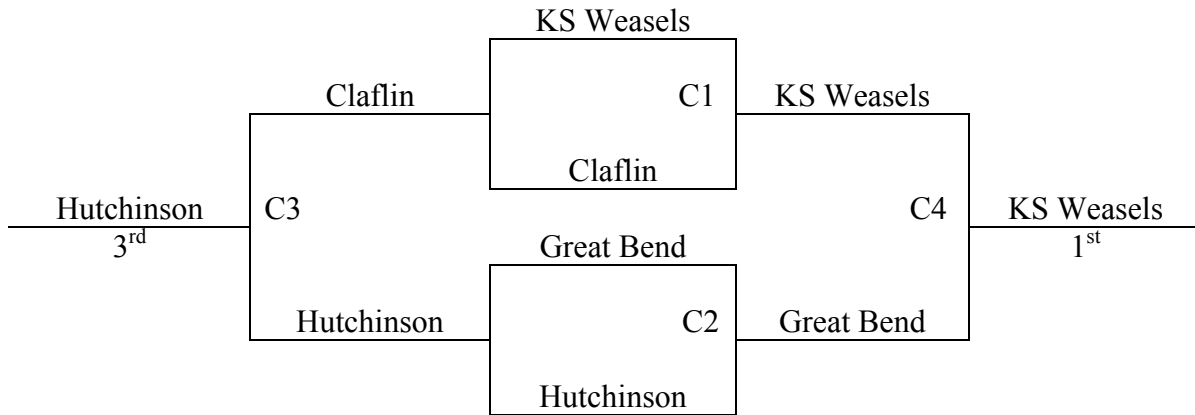 KS Weasels
Claflin
C1
KS Weasels
Claflin
Hutchinson
C3
C4
KS Weasels
3rd
Great Bend
1st
Hutchinson
C2
Great Bend
Hutchinson